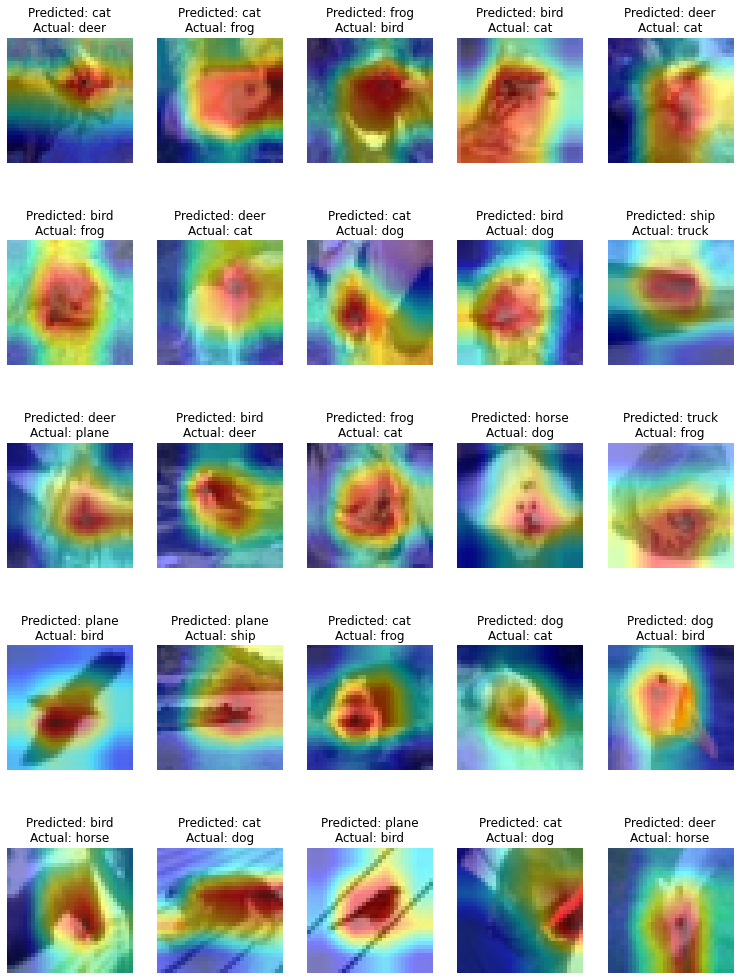 Predicted: cat
Actual: deer
Predicted: cat
Actual: frog
Predicted: frog
Actual: bird
Predicted: bird
Actual: cat
Predicted: deer
Actual: cat
Predicted: bird
Actual: frog
Predicted: deer
Actual: cat
Predicted: cat
Actual: dog
Predicted: bird
Actual: dog
Predicted: ship
Actual: truck
Predicted: deer
Actual: plane
Predicted: bird
Actual: deer
Predicted: frog
Actual: cat
Predicted: horse
Actual: dog
Predicted: truck
Actual: frog
Predicted: plane
Actual: bird
Predicted: plane
Actual: ship
Predicted: cat
Actual: frog
Predicted: dog
Actual: cat
Predicted: dog
Actual: bird
Predicted: bird
Actual: horse
Predicted: cat
Actual: dog
Predicted: plane
Actual: bird
Predicted: cat
Actual: dog
Predicted: deer
Actual: horse